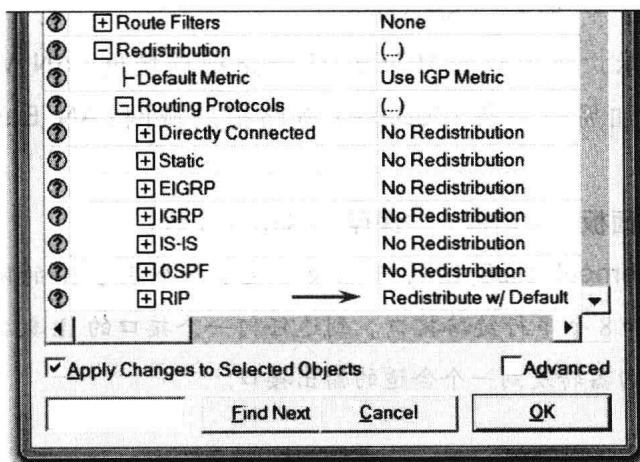 Route Filters None
Redistribution (...)
Default Metric Use IGP Metric
Routing Protocols (...)
Directly Connected No Redistribution
Static No Redistribution
EIGRP No Redistribution
IGRP No Redistribution
IS-IS No Redistribution
OSPF No Redistribution
RIP Redistribute w/ Default
Apply Changes to Selected Objects Advanced
Find Next Cancel OK